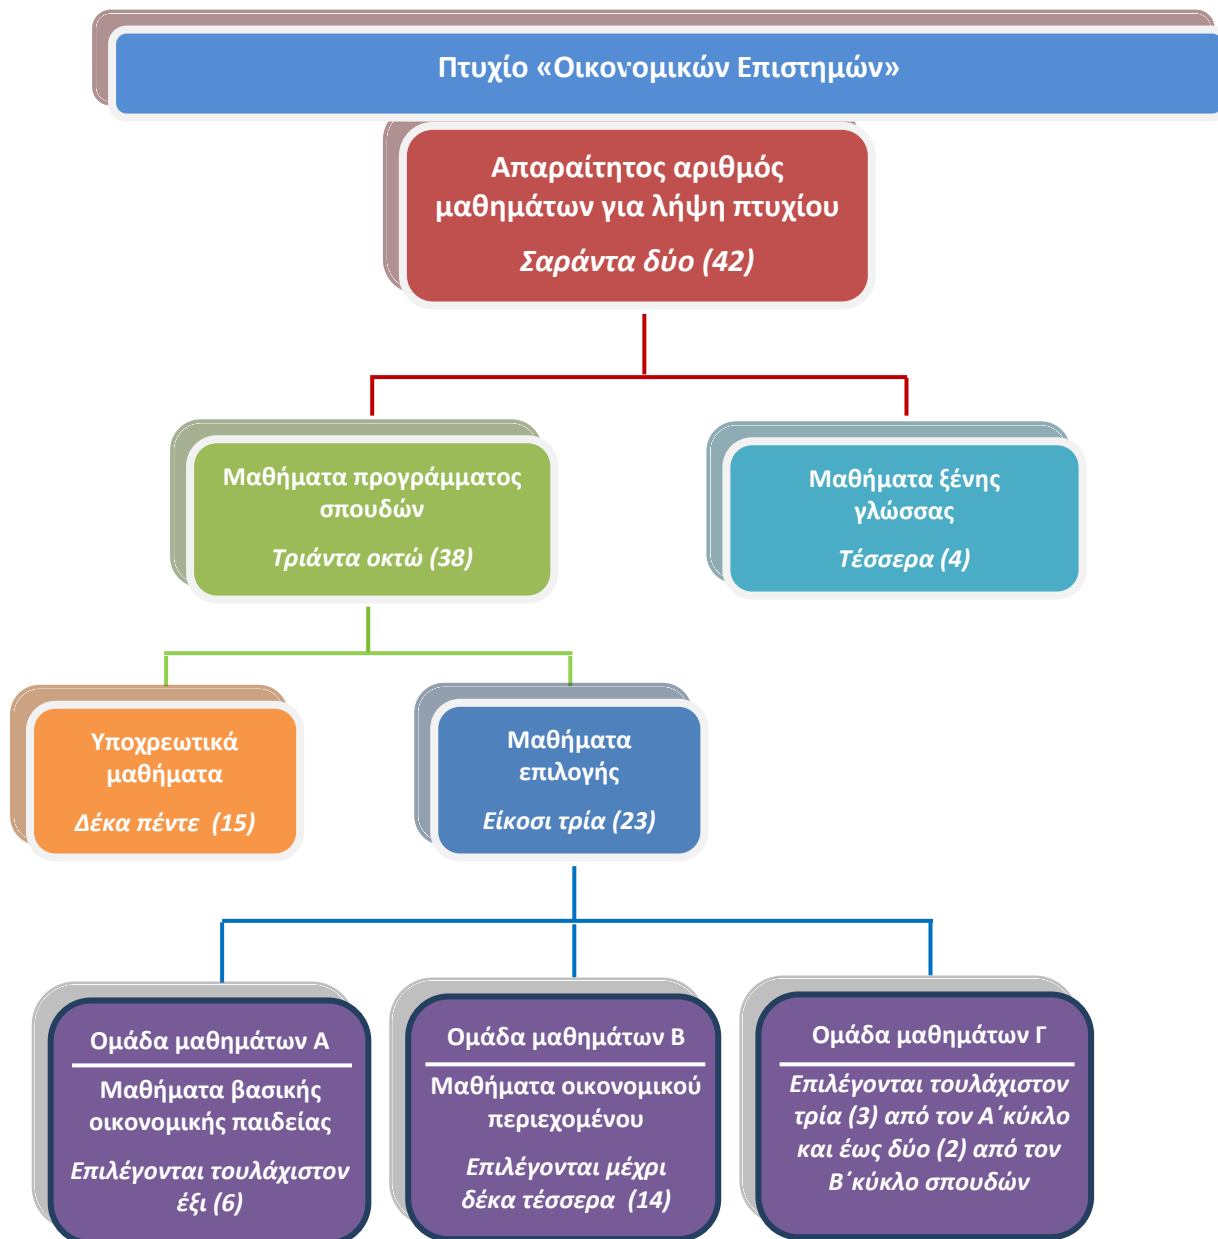 Πτυχίο «Οικονομικών Επιστημών»
Απαραίτητος αριθμός
μαθημάτων για λήψη πτυχίου
Σαράντα δύο (42)
Μαθήματα προγράμματος
σπουδών
Τριάντα οκτώ (38)
Μαθήματα ξένης
γλώσσας
Τέσσερα (4)
Υποχρεωτικά
μαθήματα
Δέκα πέντε (15)
Μαθήματα
επιλογής
Είκοσι τρία (23)
Ομάδα μαθημάτων Α
Μαθήματα βασικής
οικονομικής παιδείας
Επιλέγονται τουλάχιστον
έξι (6)
Ομάδα μαθημάτων Β
Μαθήματα οικονομικού
περιεχομένου
Επιλέγονται μέχρι
δέκα τέσσερα (14)
Ομάδα μαθημάτων Γ
Επιλέγονται τουλάχιστον
τρία (3) από τον Α΄κύκλο
και έως δύο (2) από τον
Β΄κύκλο σπουδών